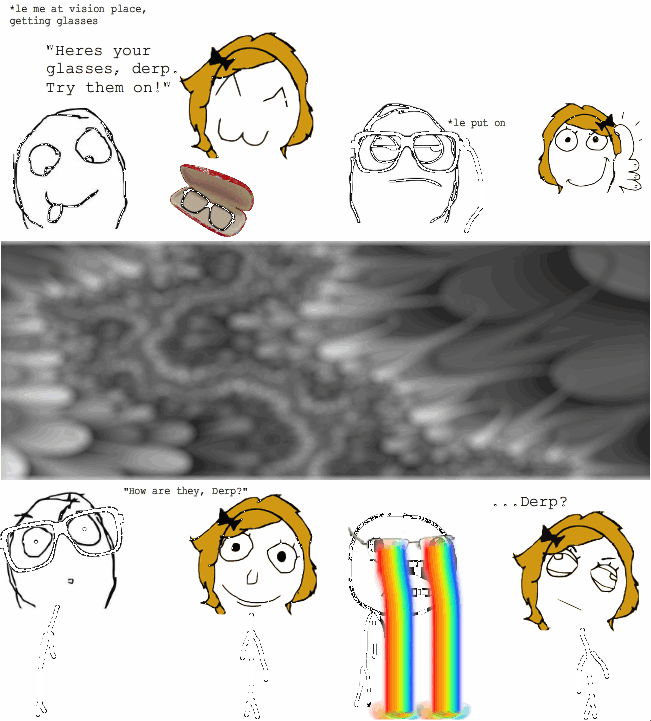 *le me at vision place,
getting glasses
"Heres your
glasses, derp.
Try them on!"
*le put on
"How are they, Derp?"
...Derp?